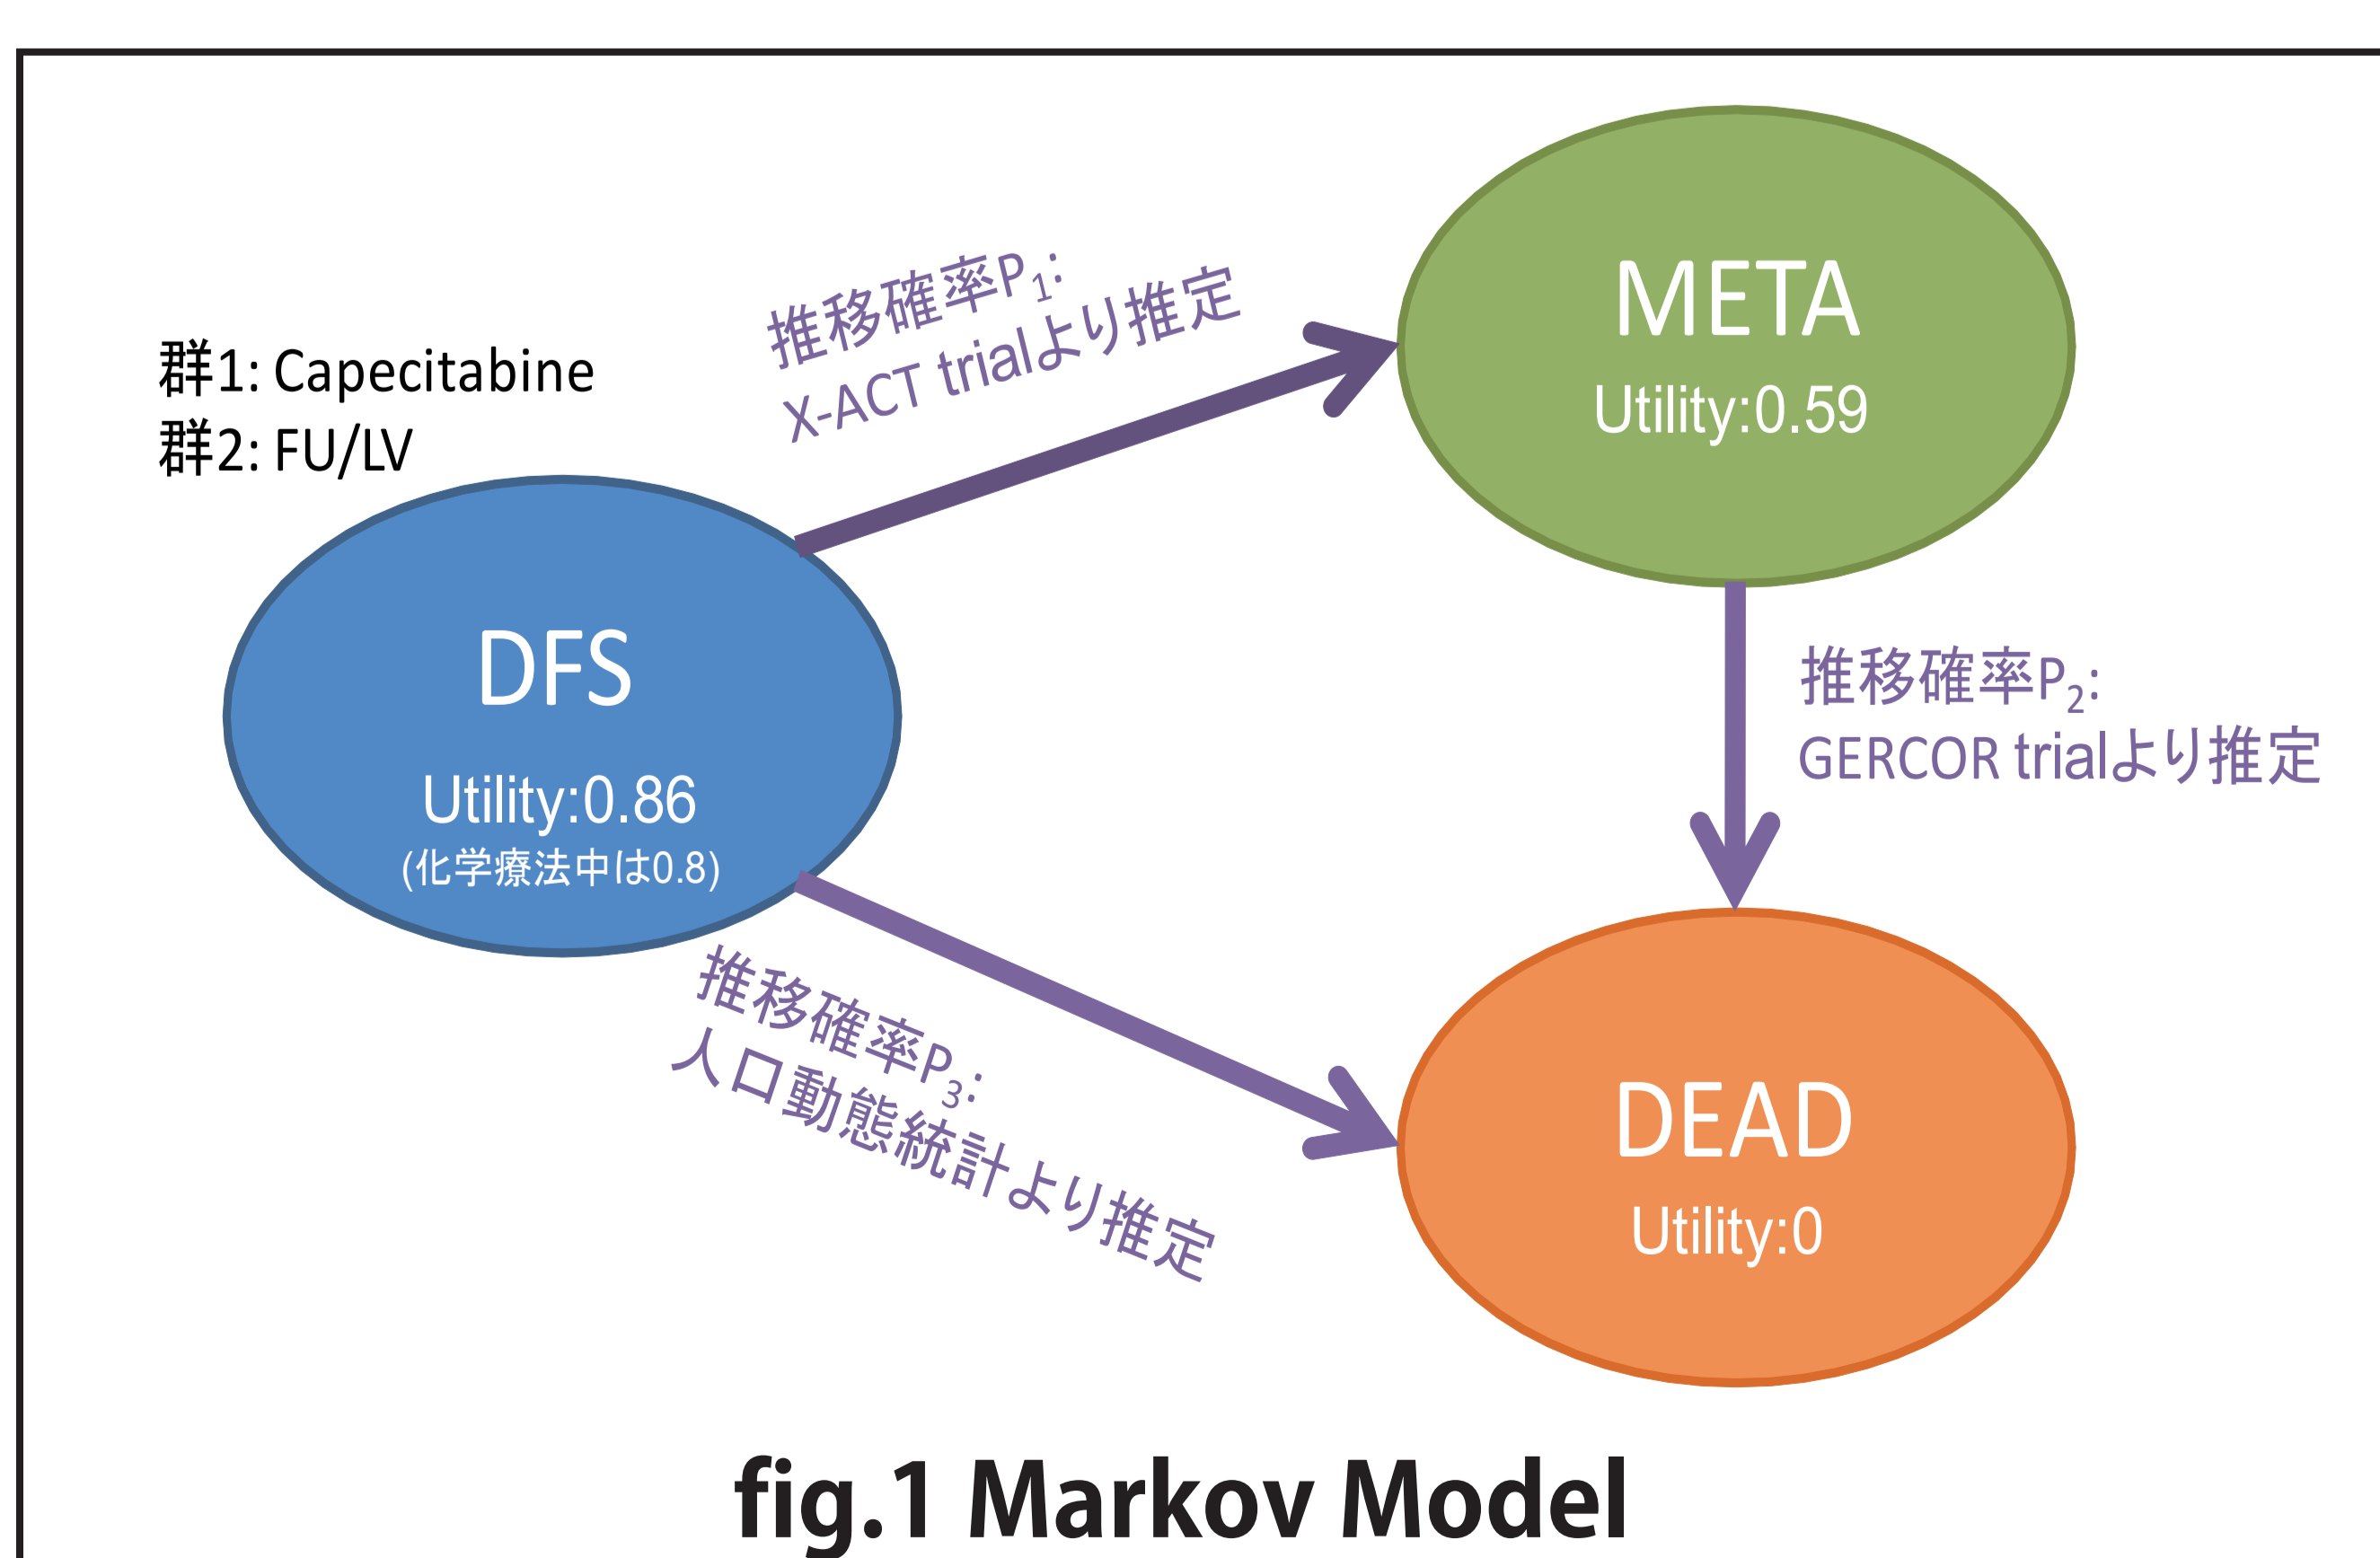 群1: Capecitabine
群2: FU/LV
推移確率P1:
X-ACT trialより推定
META
Utility:0.59
DFS
Utility:0.86
(化学療法中は0.8)
推移確率P2:
GERCOR trialより推定
推移確率P3:
人口動態統計より推定
DEAD
Utility:0
fig.1 Markov Model